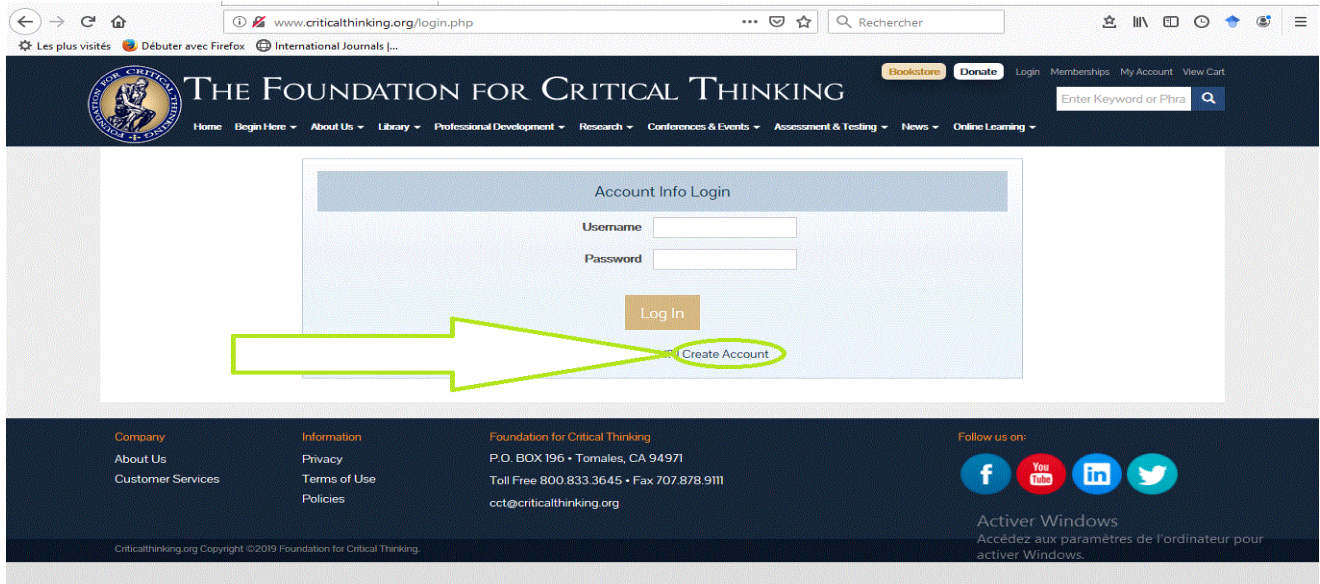 www.criticalthinking.org/login.php
Rechercher
Les plus visités Débuter avec Firefox International Journals |...
THE FOUNDATION FOR CRITICAL THINKING
Bookstore Donate Login Memberships My Account View Cart
Enter Keyword or Phra
Home Begin Here About Us Library Professional Development Research Conferences & Events Assessment & Testing News Online Learning
Account Info Login
Username
Password
Log In
Create Account
Company
About Us
Customer Services
Information
Privacy
Terms of Use
Policies
Foundation for Critical Thinking
P.O. BOX 196 • Tomales, CA 94971
Toll Free 800.833.3645 • Fax 707.878.9111
cct@criticalthinking.org
Follow us on:
f
You
Tube
in
Activer Windows
Accédez aux paramètres de l'ordinateur pour
activer Windows.
Criticalthinking.org Copyright ©2019 Foundation for Critical Thinking.